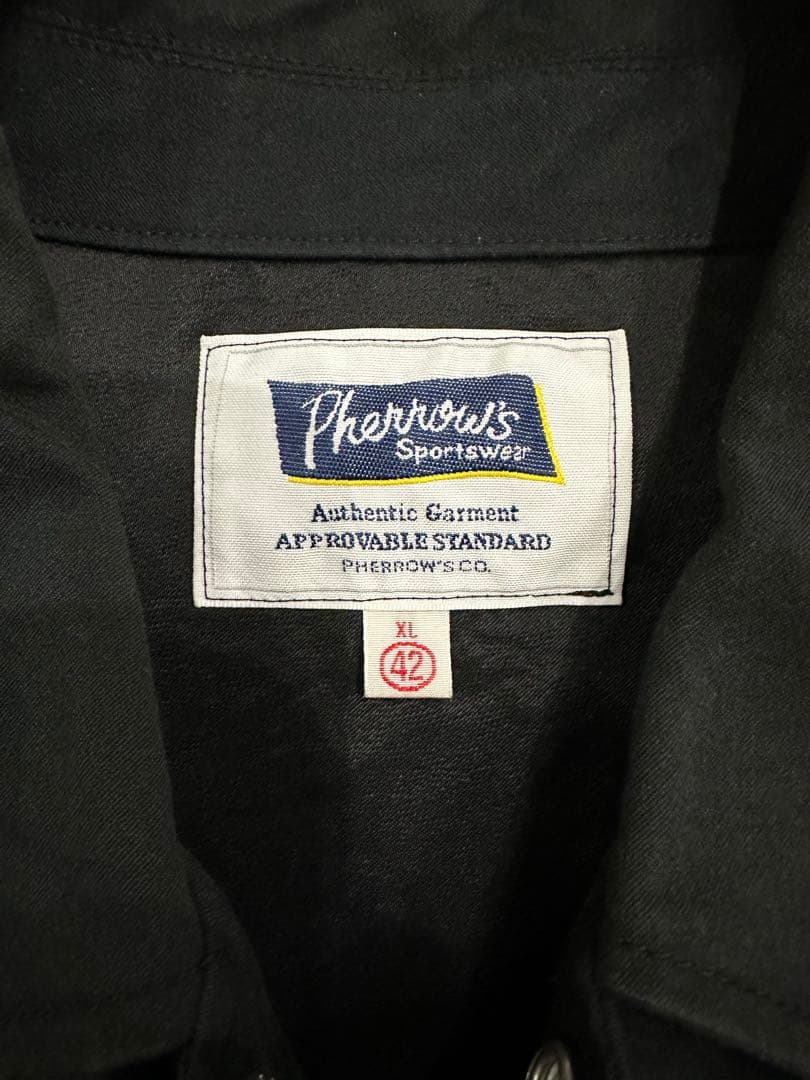 Pherrow's
Sportswear
Authentic Garment
APPROVABLE STANDARD
PHERROW'S CO.
XL
42